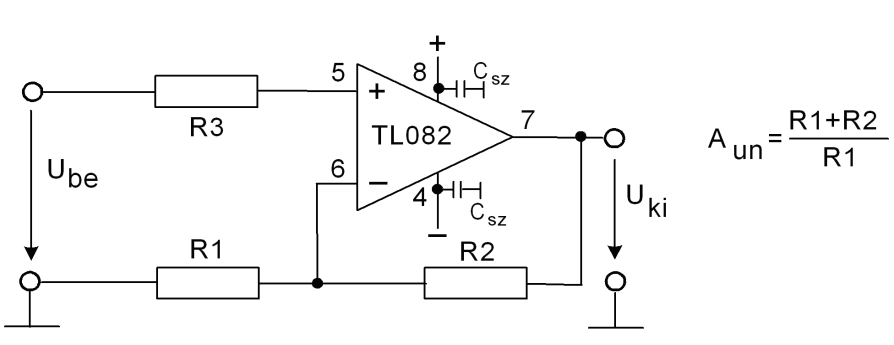 +
5
8
C sz
R3
+
TL082
7
U be
6
−
4
C sz
−
U ki
R1
R2
A un = R1+R2
R1